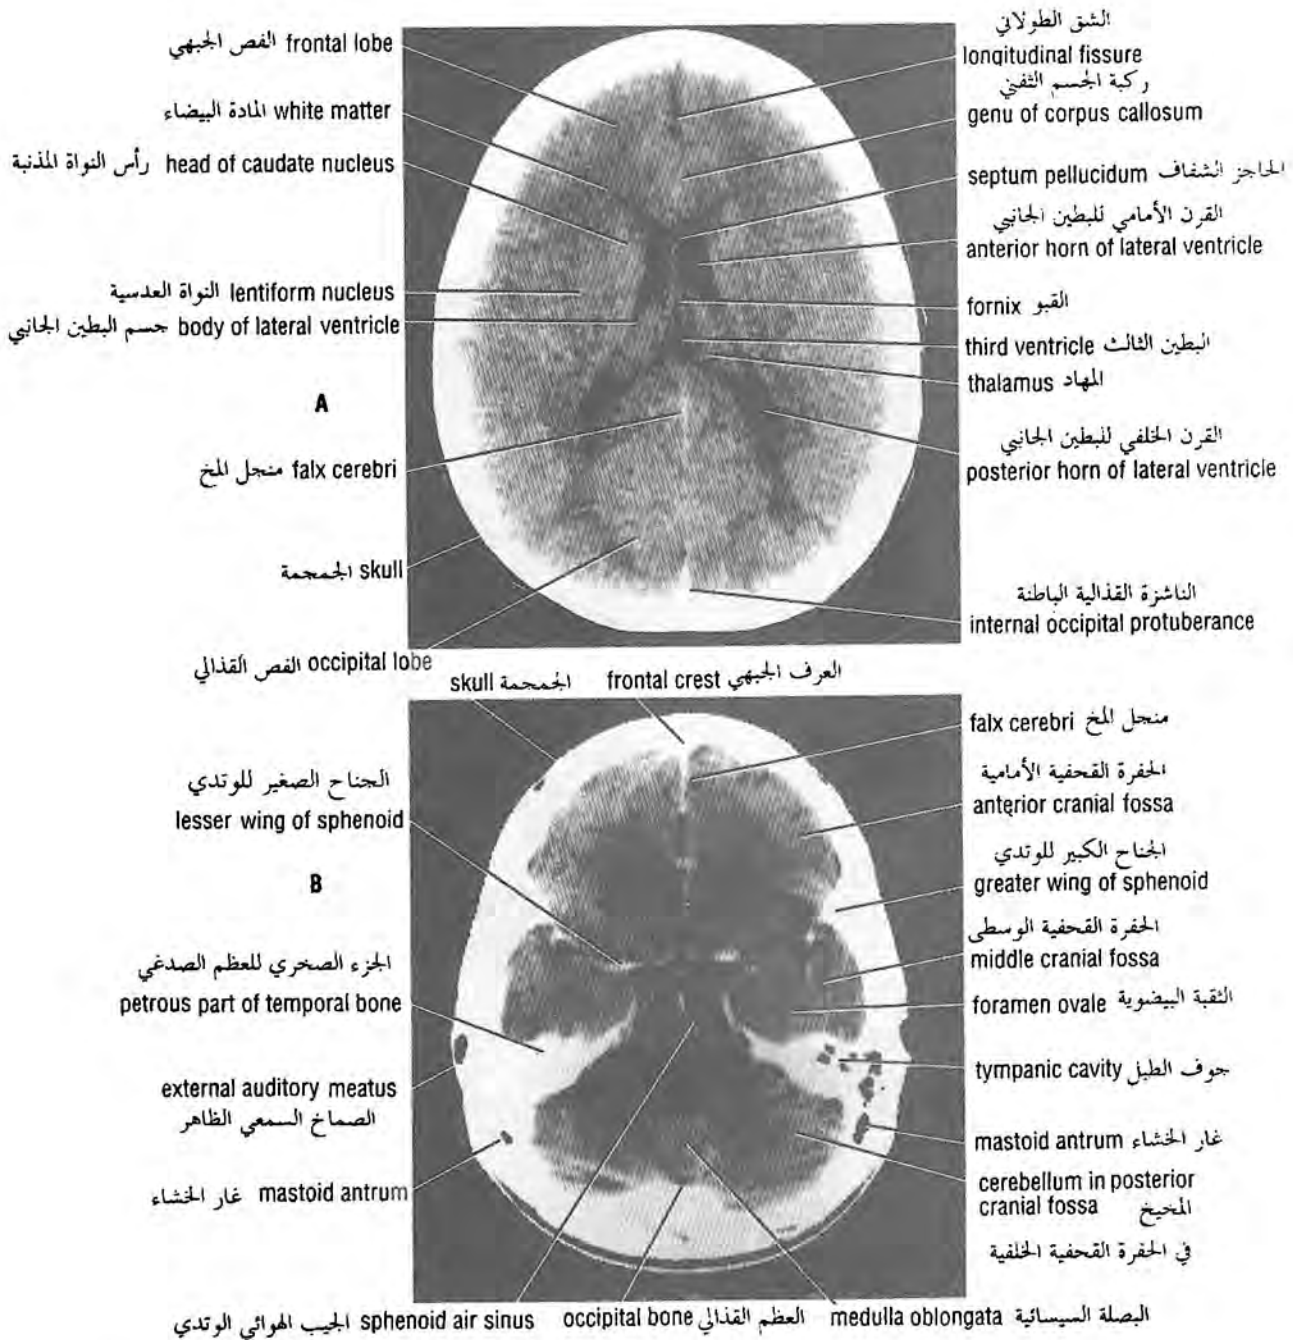 الفص الجبهي frontal lobe
المادة البيضاء white matter
رأس النواة المذنبة head of caudate nucleus
النواة العدسية lentiform nucleus
جسم البطين الجانبي body of lateral ventricle
A
منجل المخ falx cerebri
الجمجمة skull
الفص القذالي occipital lobe
الشق الطولاني
longitudinal fissure
ركبة الجسم الثفني
genu of corpus callosum
septum pellucidum الحاجز الشفاف
القرن الأمامي للبطين الجانبي
anterior horn of lateral ventricle
fornix القبو
third ventricle البطين الثالث
thalamus المهاد
القرن الخلفي للبطين الجانبي
posterior horn of lateral ventricle
الناشزة القذالية الباطنة
internal occipital protuberance
skull الجمجمة frontal crest العرف الجبهي
الجناح الصغير للوتدي
lesser wing of sphenoid
B
الجزء الصخري للعظم الصدغي
petrous part of temporal bone
external auditory meatus
الصماخ السمعي الظاهر
غار الخشاء mastoid antrum
falx cerebri منجل المخ
الحفرة القحفية الأمامية
anterior cranial fossa
الجناح الكبير للوتدي
greater wing of sphenoid
الحفرة القحفية الوسطى
middle cranial fossa
foramen ovale الثقبة البيضوية
tympanic cavity جوف الطبل
mastoid antrum غار الخشاء
cerebellum in posterior
cranial fossa المخيخ
في الحفرة القحفية الخلفية
الجيب الهوائي الوتدي sphenoid air sinus occipital bone العظم القذالي medulla oblongata البصلة السيسائية